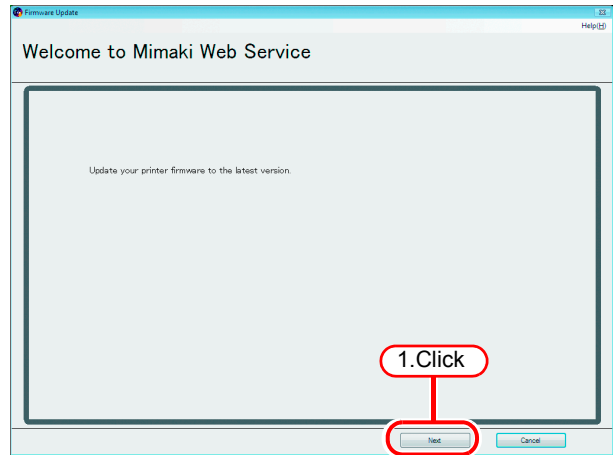 Firmware Update
Help(H)
Welcome to Mimaki Web Service
Update your printer firmware to the latest version.
1.Click
Next
Cancel